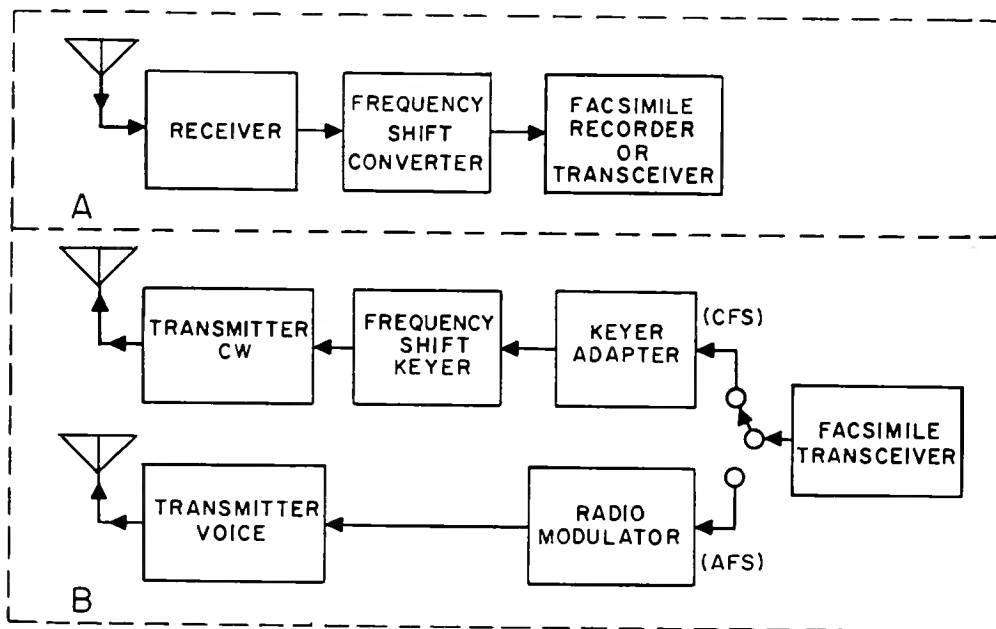 RECEIVER
FREQUENCY
SHIFT
CONVERTER
FACSIMILE
RECORDER
OR
TRANSCEIVER
A
TRANSMITTER
CW
FREQUENCY
SHIFT
KEYER
KEYER
ADAPTER
(CFS)
FACSIMILE
TRANSCEIVER
TRANSMITTER
VOICE
RADIO
MODULATOR
(AFS)
B